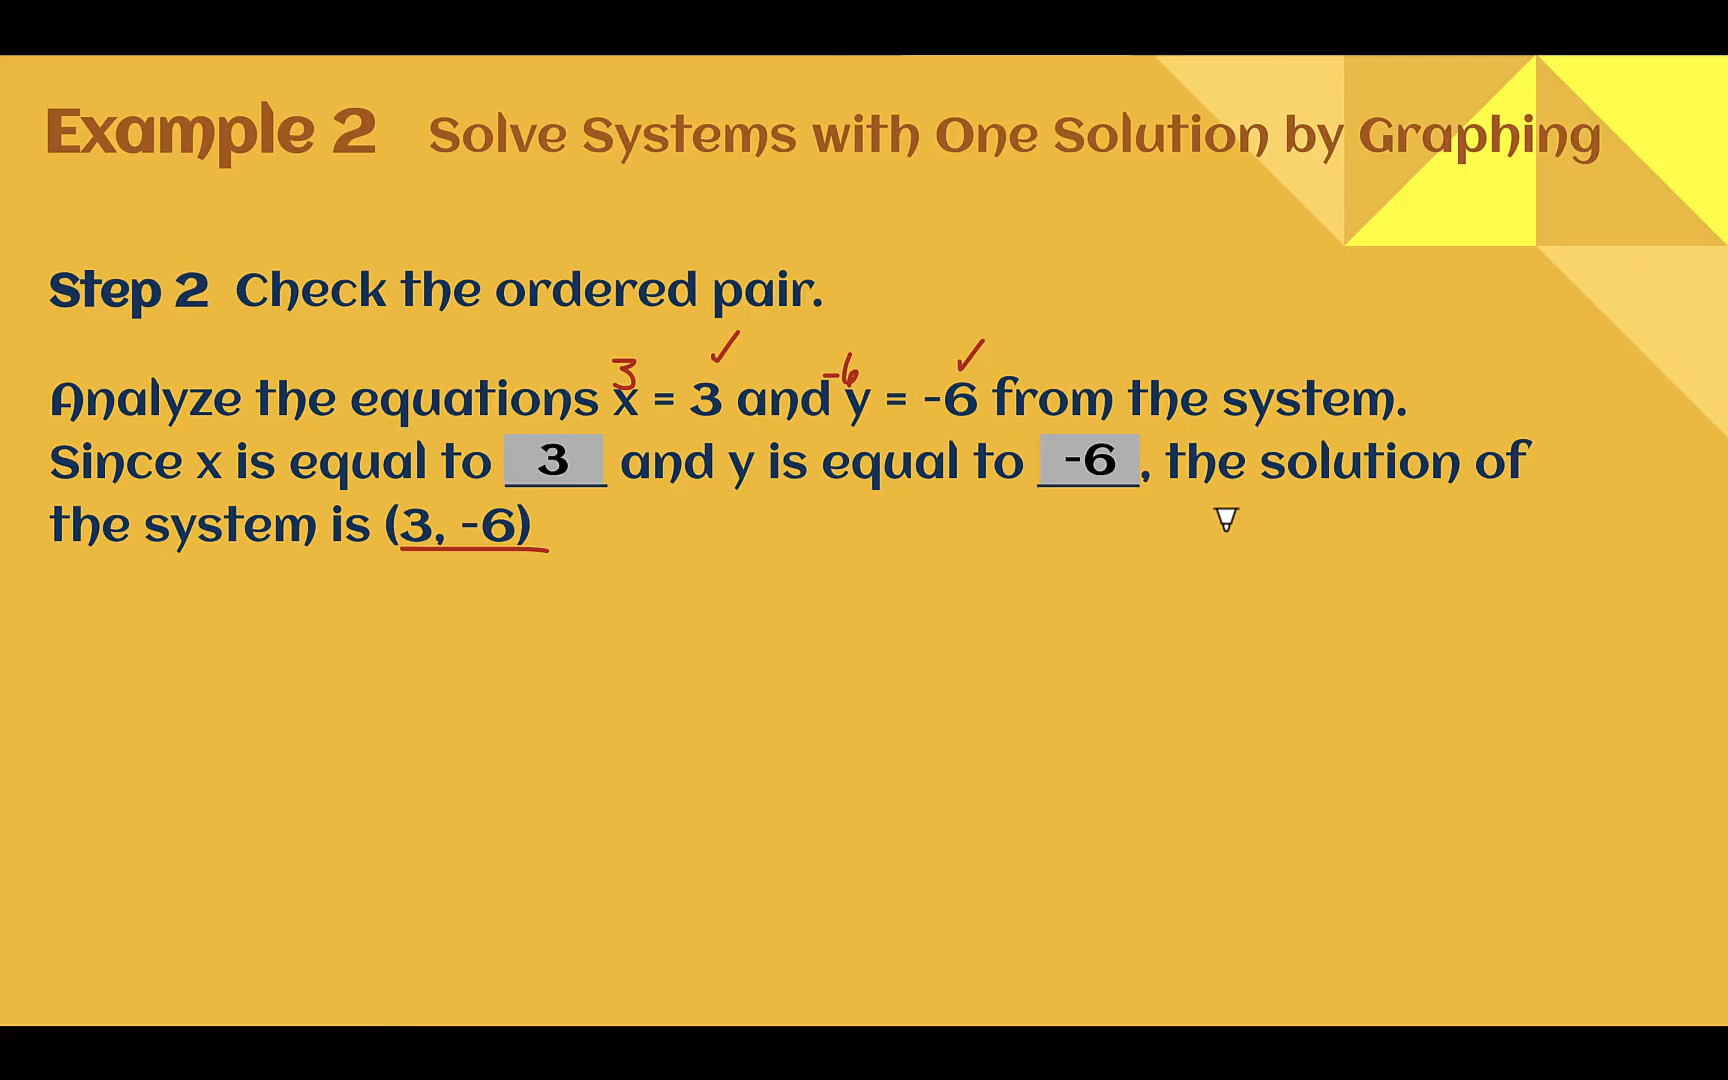 Example 2 Solve Systems with One Solution by Graphing
Step 2 Check the ordered pair.
3 ✓ -6 ✓
Analyze the equations x = 3 and y = -6 from the system.
Since x is equal to 3 and y is equal to -6, the solution of
the system is (3, -6)